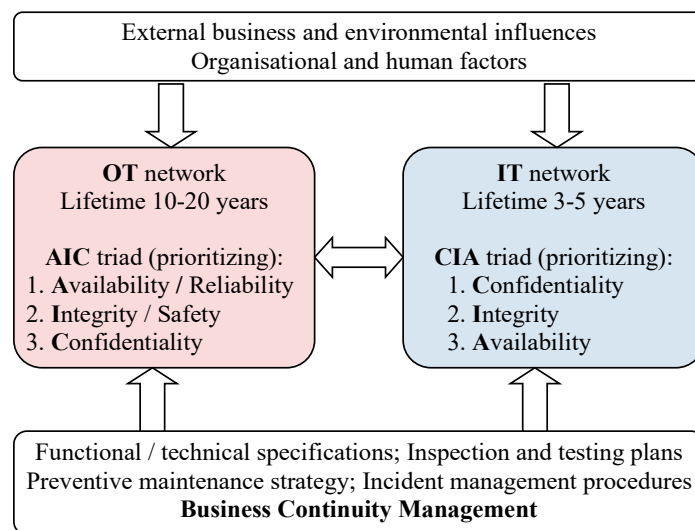 External business and environmental influences
Organisational and human factors
OT network
Lifetime 10-20 years
AIC triad (prioritizing):
1. Availability / Reliability
2. Integrity / Safety
3. Confidentiality
IT network
Lifetime 3-5 years
CIA triad (prioritizing):
1. Confidentiality
2. Integrity
3. Availability
Functional / technical specifications; Inspection and testing plans
Preventive maintenance strategy; Incident management procedures
Business Continuity Management